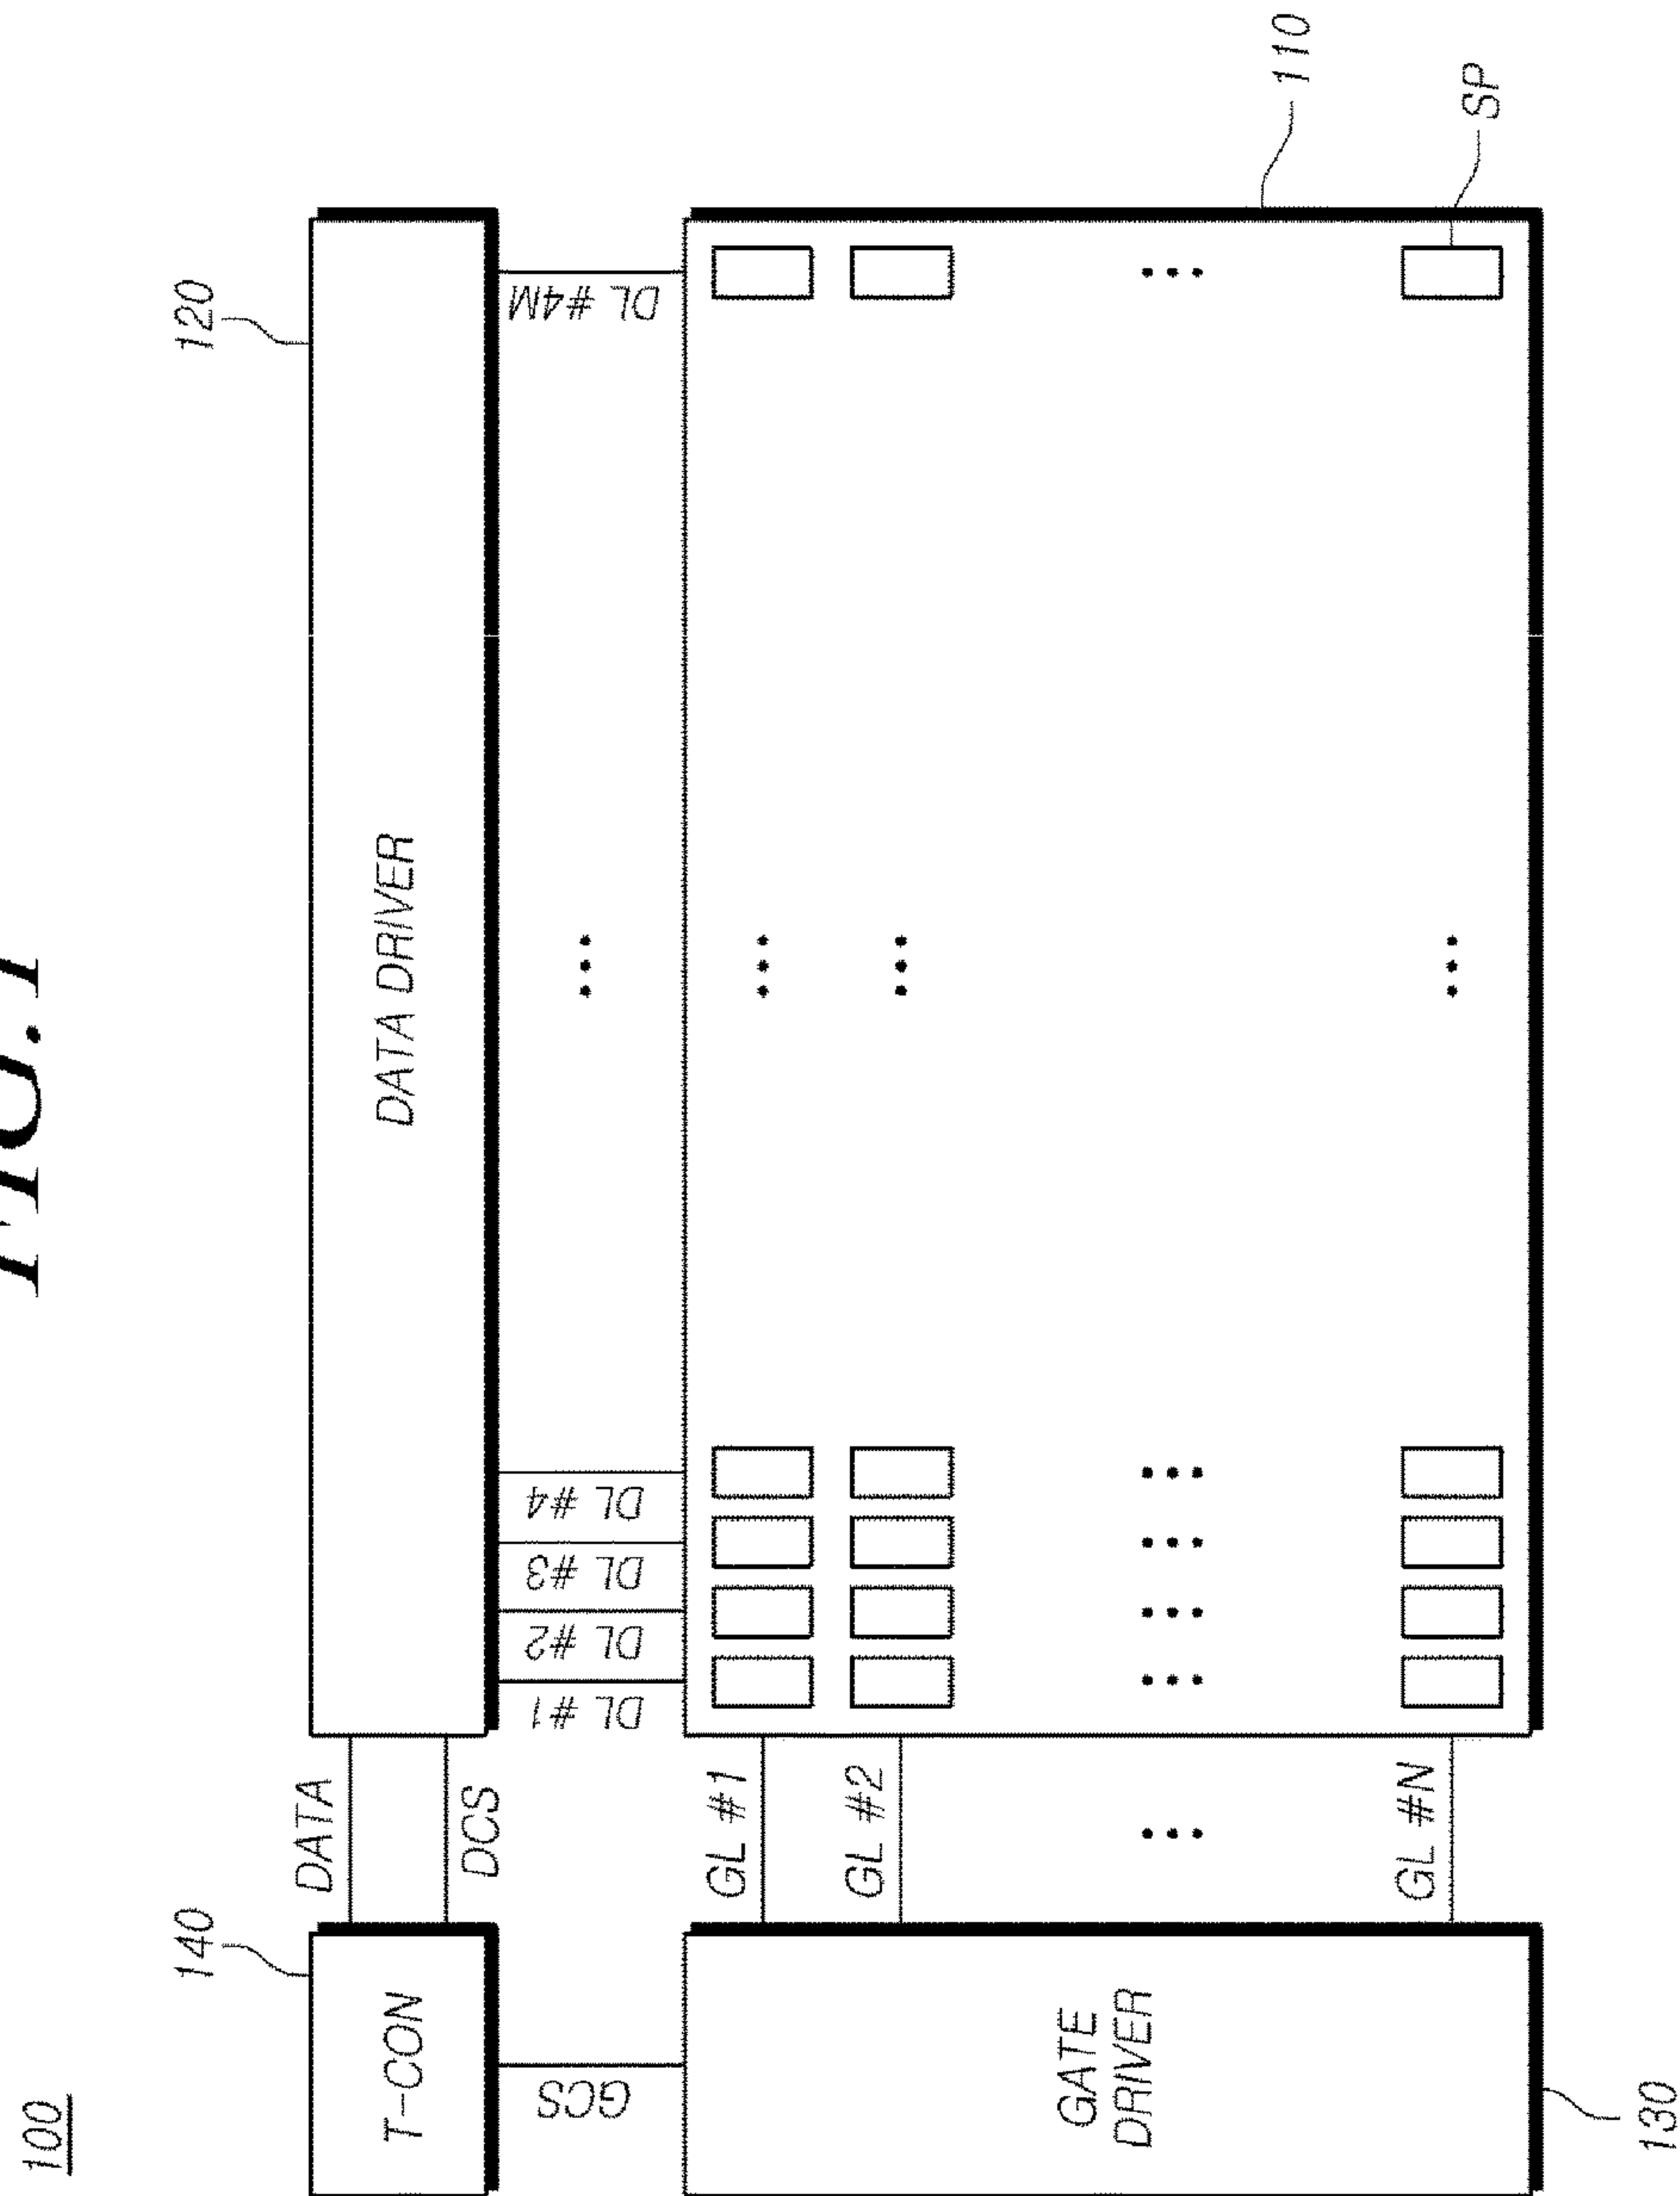 FIG. 1
100
140
120
T-CON
DATA
DCS
DATA DRIVER
GCS
DL #1
DL #2
DL #3
DL #4
DL #4M
GL #1
GL #2
GL #N
GATE
DRIVER
110
SP
130